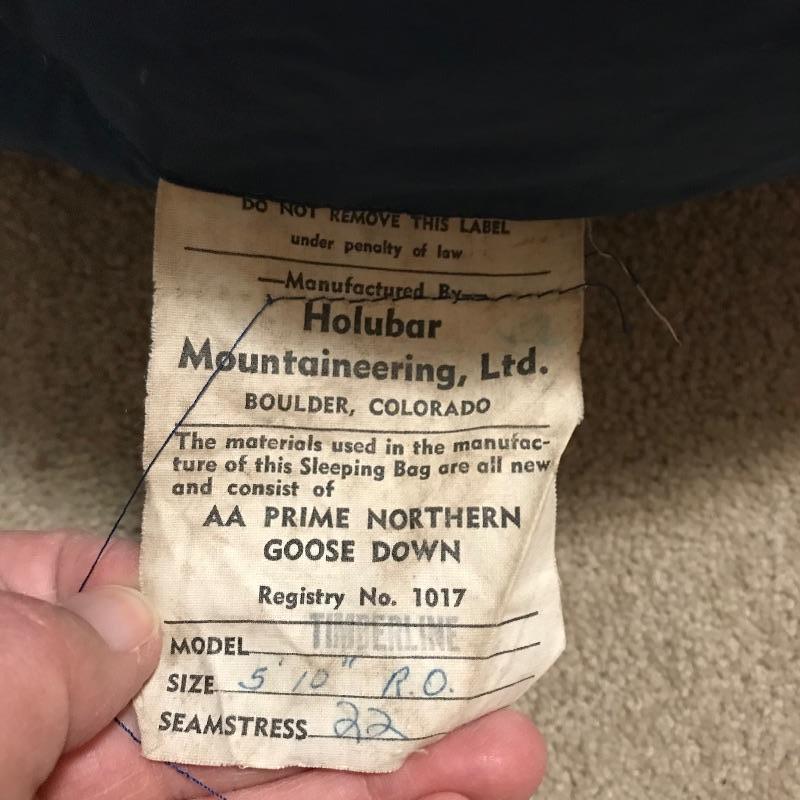 DO NOT REMOVE THIS LABEL
under penalty of law
Manufactured By
Holubar
Mountaineering, Ltd.
BOULDER, COLORADO
The materials used in the manufac-
ture of this Sleeping Bag are all new
and consist of
AA PRIME NORTHERN
GOOSE DOWN
Registry No. 1017
MODEL TIMBERLINE
SIZE 5' 10" R.O.
SEAMSTRESS 22